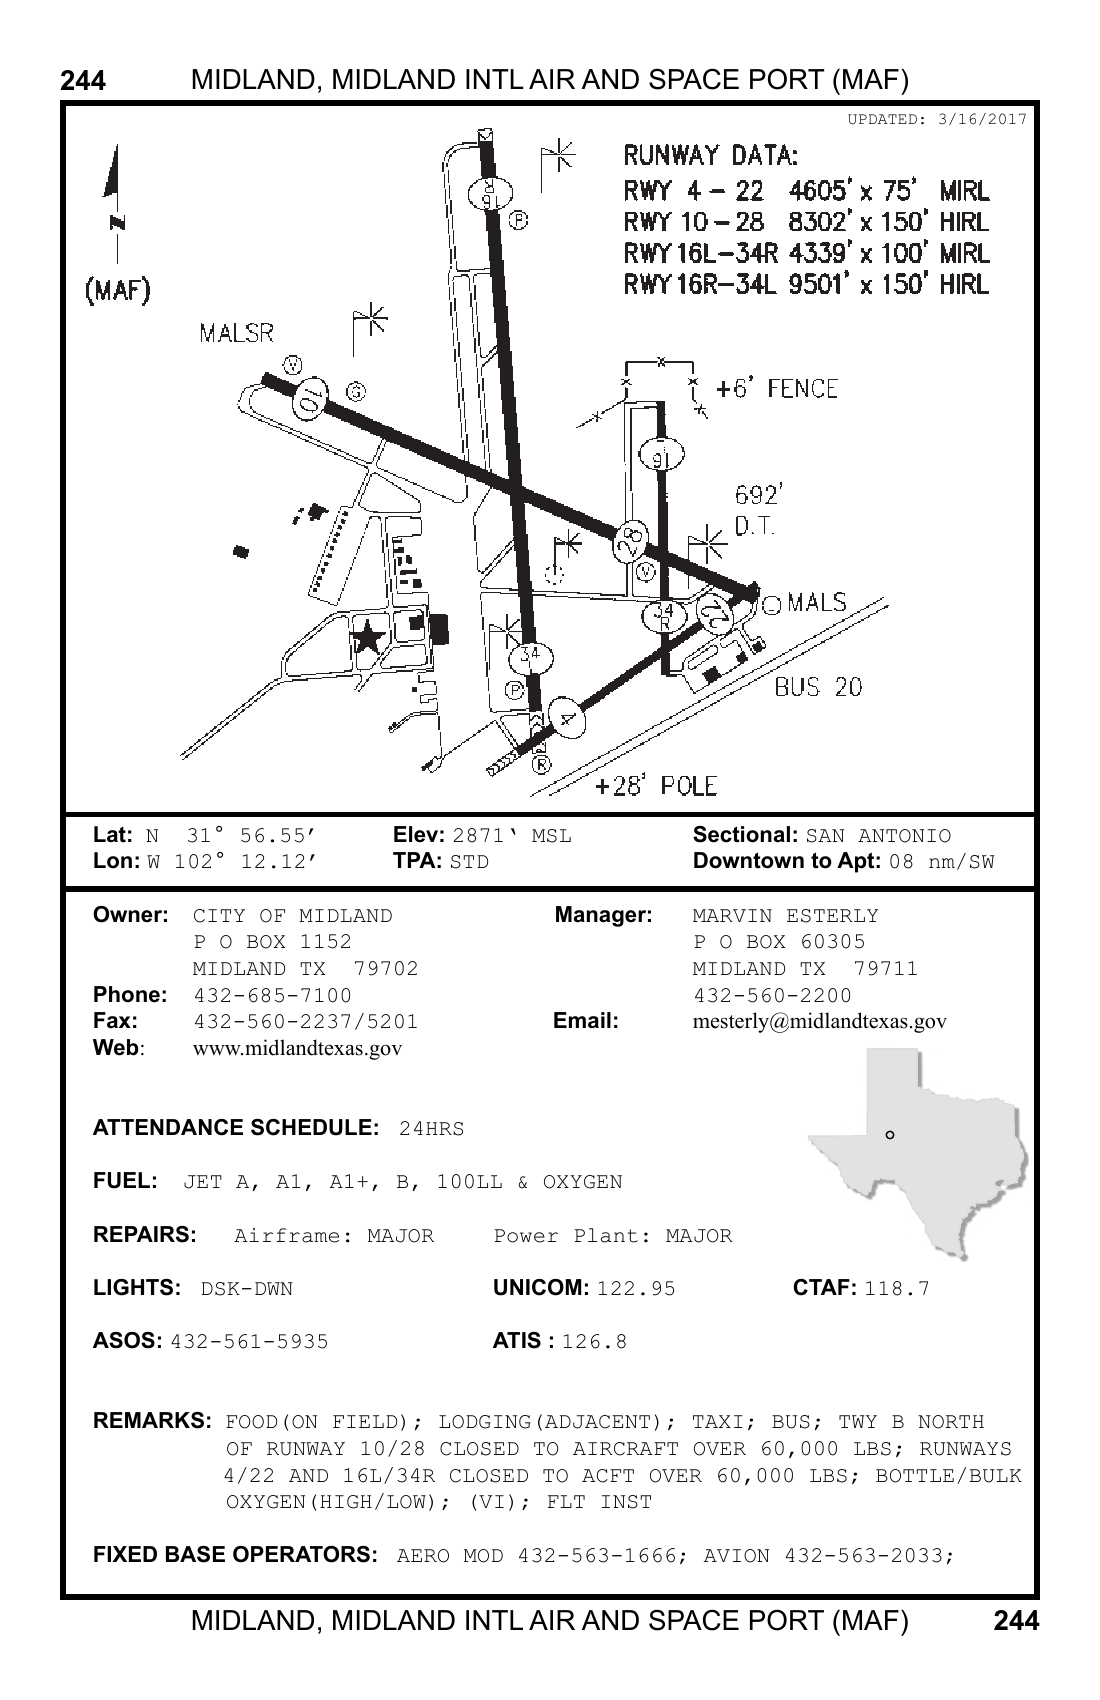 244 MIDLAND, MIDLAND INTL AIR AND SPACE PORT (MAF)
UPDATED: 3/16/2017
RUNWAY DATA:
RWY 4 - 22 4605' x 75' MIRL
RWY 10 - 28 8302' x 150' HIRL
RWY 16L-34R 4339' x 100' MIRL
RWY 16R-34L 9501' x 150' HIRL
N
(MAF)
R
16
P
MALSR
V
10
G
+6' FENCE
16
692'
D.T.
28
V
34
R
22
MALS
34
P
BUS 20
4
R
+28' POLE
Lat: N 31° 56.55′ Elev: 2871‘ MSL Sectional: SAN ANTONIO
Lon: W 102° 12.12′ TPA: STD Downtown to Apt: 08 nm/SW
Owner: CITY OF MIDLAND Manager: MARVIN ESTERLY
P O BOX 1152 P O BOX 60305
MIDLAND TX 79702 MIDLAND TX 79711
Phone: 432-685-7100 432-560-2200
Fax: 432-560-2237/5201 Email: mesterly@midlandtexas.gov
Web: www.midlandtexas.gov
ATTENDANCE SCHEDULE: 24HRS
FUEL: JET A, A1, A1+, B, 100LL & OXYGEN
REPAIRS: Airframe: MAJOR Power Plant: MAJOR
LIGHTS: DSK-DWN UNICOM: 122.95 CTAF: 118.7
ASOS: 432-561-5935 ATIS : 126.8
REMARKS: FOOD(ON FIELD); LODGING(ADJACENT); TAXI; BUS; TWY B NORTH
OF RUNWAY 10/28 CLOSED TO AIRCRAFT OVER 60,000 LBS; RUNWAYS
4/22 AND 16L/34R CLOSED TO ACFT OVER 60,000 LBS; BOTTLE/BULK
OXYGEN(HIGH/LOW); (VI); FLT INST
FIXED BASE OPERATORS: AERO MOD 432-563-1666; AVION 432-563-2033;
MIDLAND, MIDLAND INTL AIR AND SPACE PORT (MAF) 244